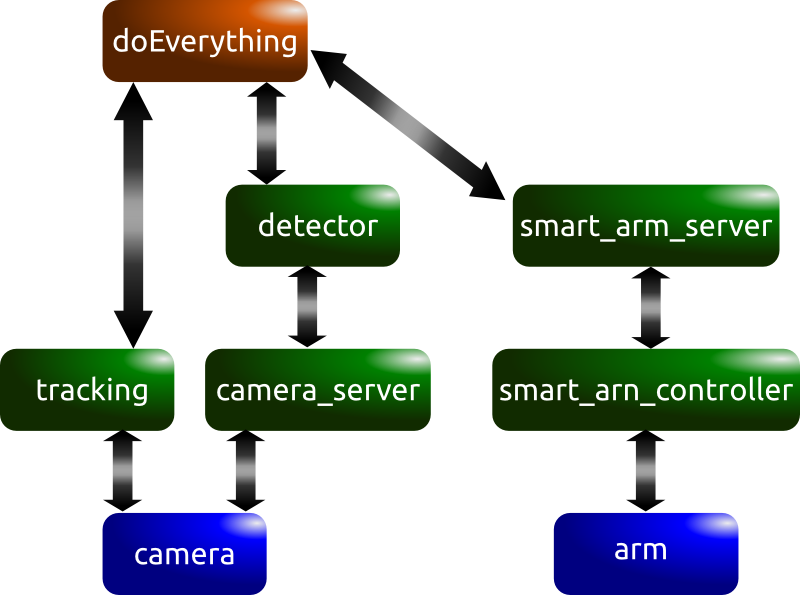 doEverything
detector
smart_arm_server
tracking
camera_server
smart_arn_controller
camera
arm